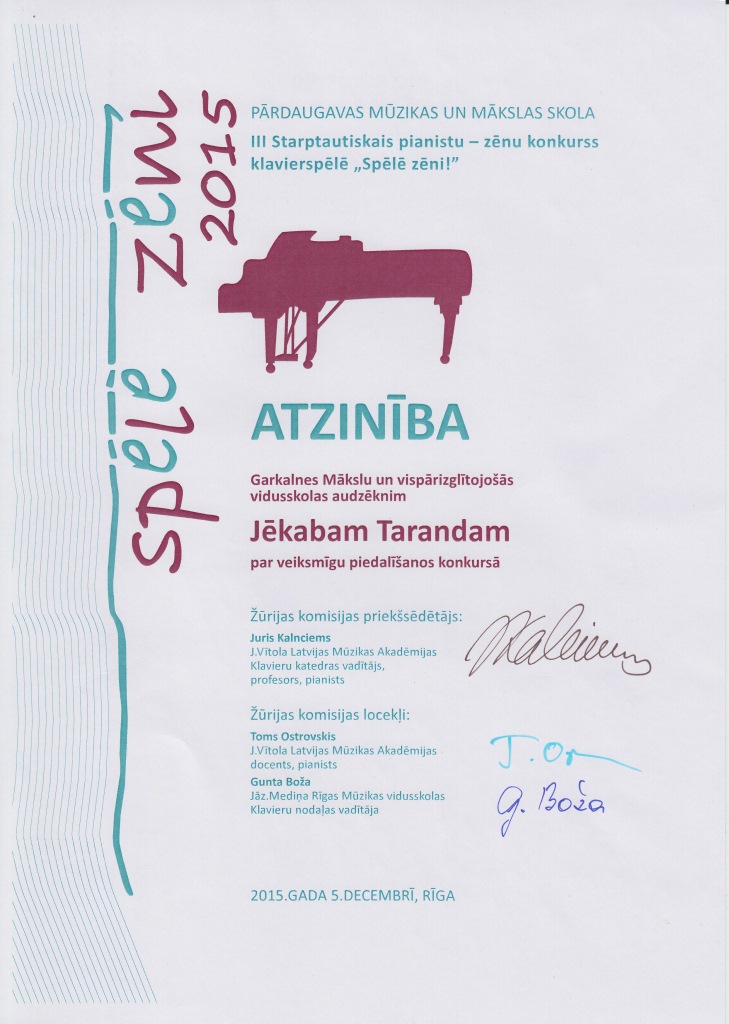 spēlē zēni
2015
PĀRDAUGAVAS MŪZIKAS UN MĀKSLAS SKOLA
III Starptautiskais pianistu – zēnu konkurss
klavierspēlē „Spēlē zēni!”
ATZINĪBA
Garkalnes Mākslu un vispārizglītojošās
vidusskolas audzēknim
Jēkabam Tarandam
par veiksmīgu piedalīšanos konkursā
Žūrijas komisijas priekšsēdētājs:
Juris Kalnciems
J.Vītola Latvijas Mūzikas Akadēmijas
Klavieru katedras vadītājs,
profesors, pianists
Žūrijas komisijas locekļi:
Toms Ostrovskis
J.Vītola Latvijas Mūzikas Akadēmijas
docents, pianists
Gunta Boža
Jāz.Mediņa Rīgas Mūzikas vidusskolas
Klavieru nodaļas vadītāja
G. Boža
2015.GADA 5.DECEMBRĪ, RĪGA